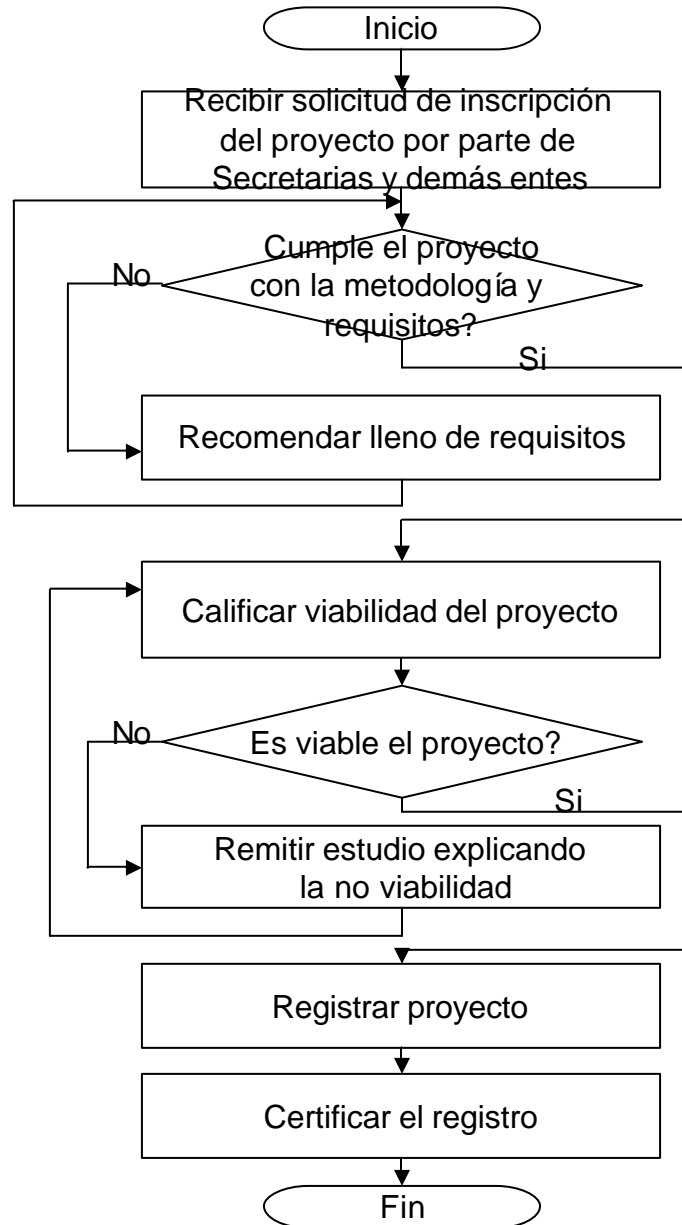 Inicio
Recibir solicitud de inscripción
del proyecto por parte de
Secretarias y demás entes
Cumple el proyecto
con la metodología y
requisitos?
No
Si
Recomendar lleno de requisitos
Calificar viabilidad del proyecto
Es viable el proyecto?
No
Si
Remitir estudio explicando
la no viabilidad
Registrar proyecto
Certificar el registro
Fin